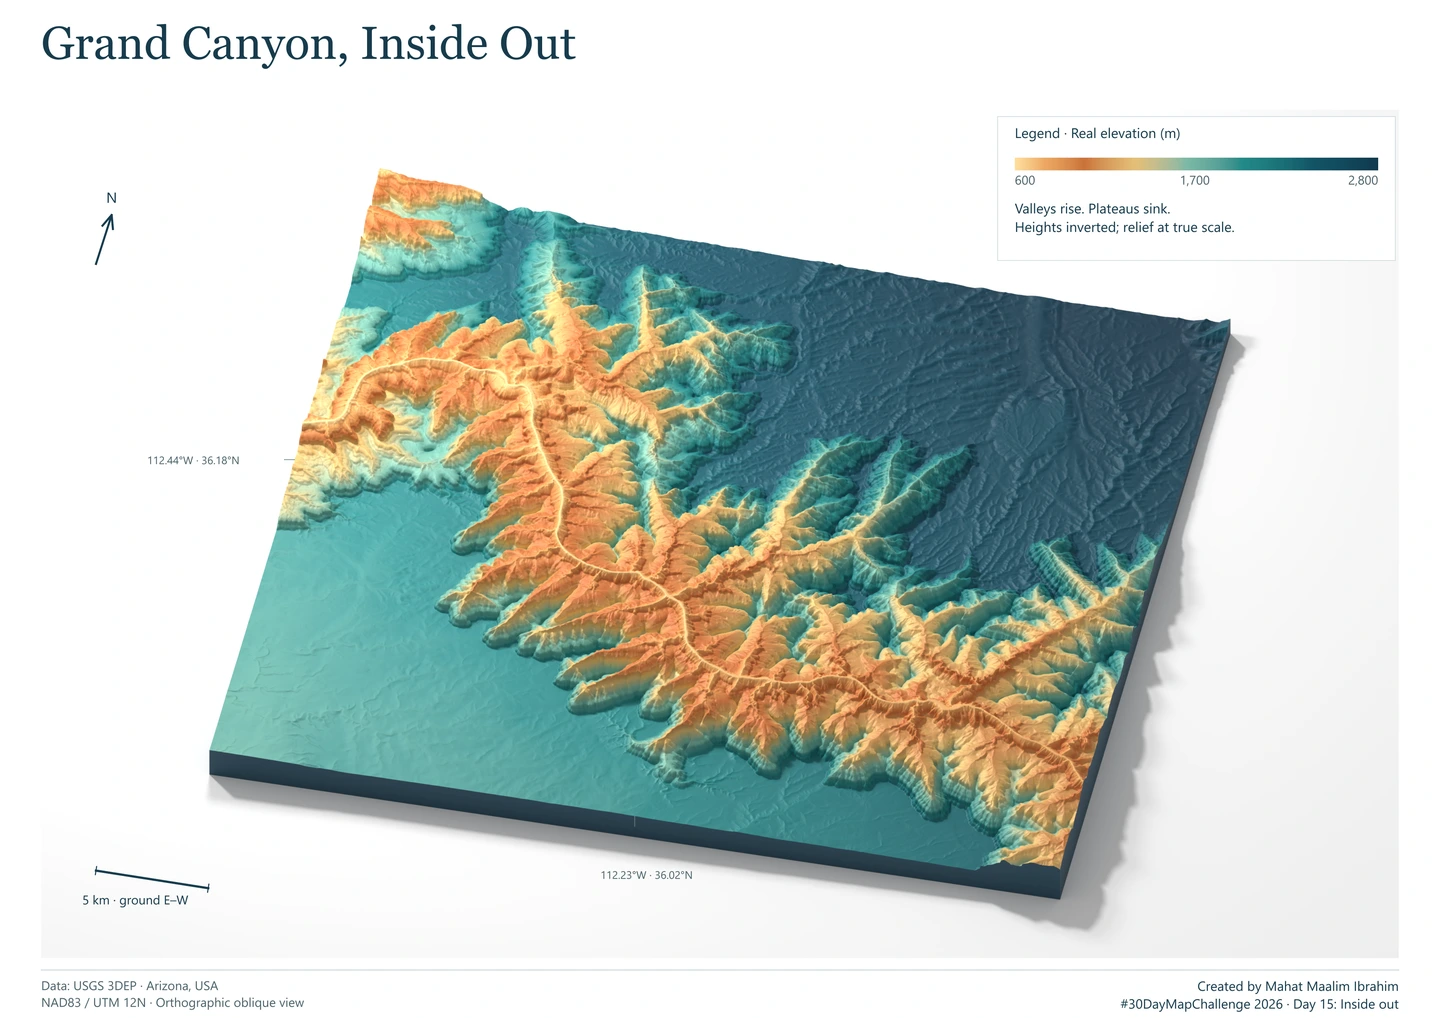 Grand Canyon, Inside Out
Legend · Real elevation (m)
600 1,700 2,800
Valleys rise. Plateaus sink.
Heights inverted; relief at true scale.
N
112.44°W · 36.18°N
112.23°W · 36.02°N
5 km · ground E–W
Data: USGS 3DEP · Arizona, USA
NAD83 / UTM 12N · Orthographic oblique view
Created by Mahat Maalim Ibrahim
#30DayMapChallenge 2026 · Day 15: Inside out